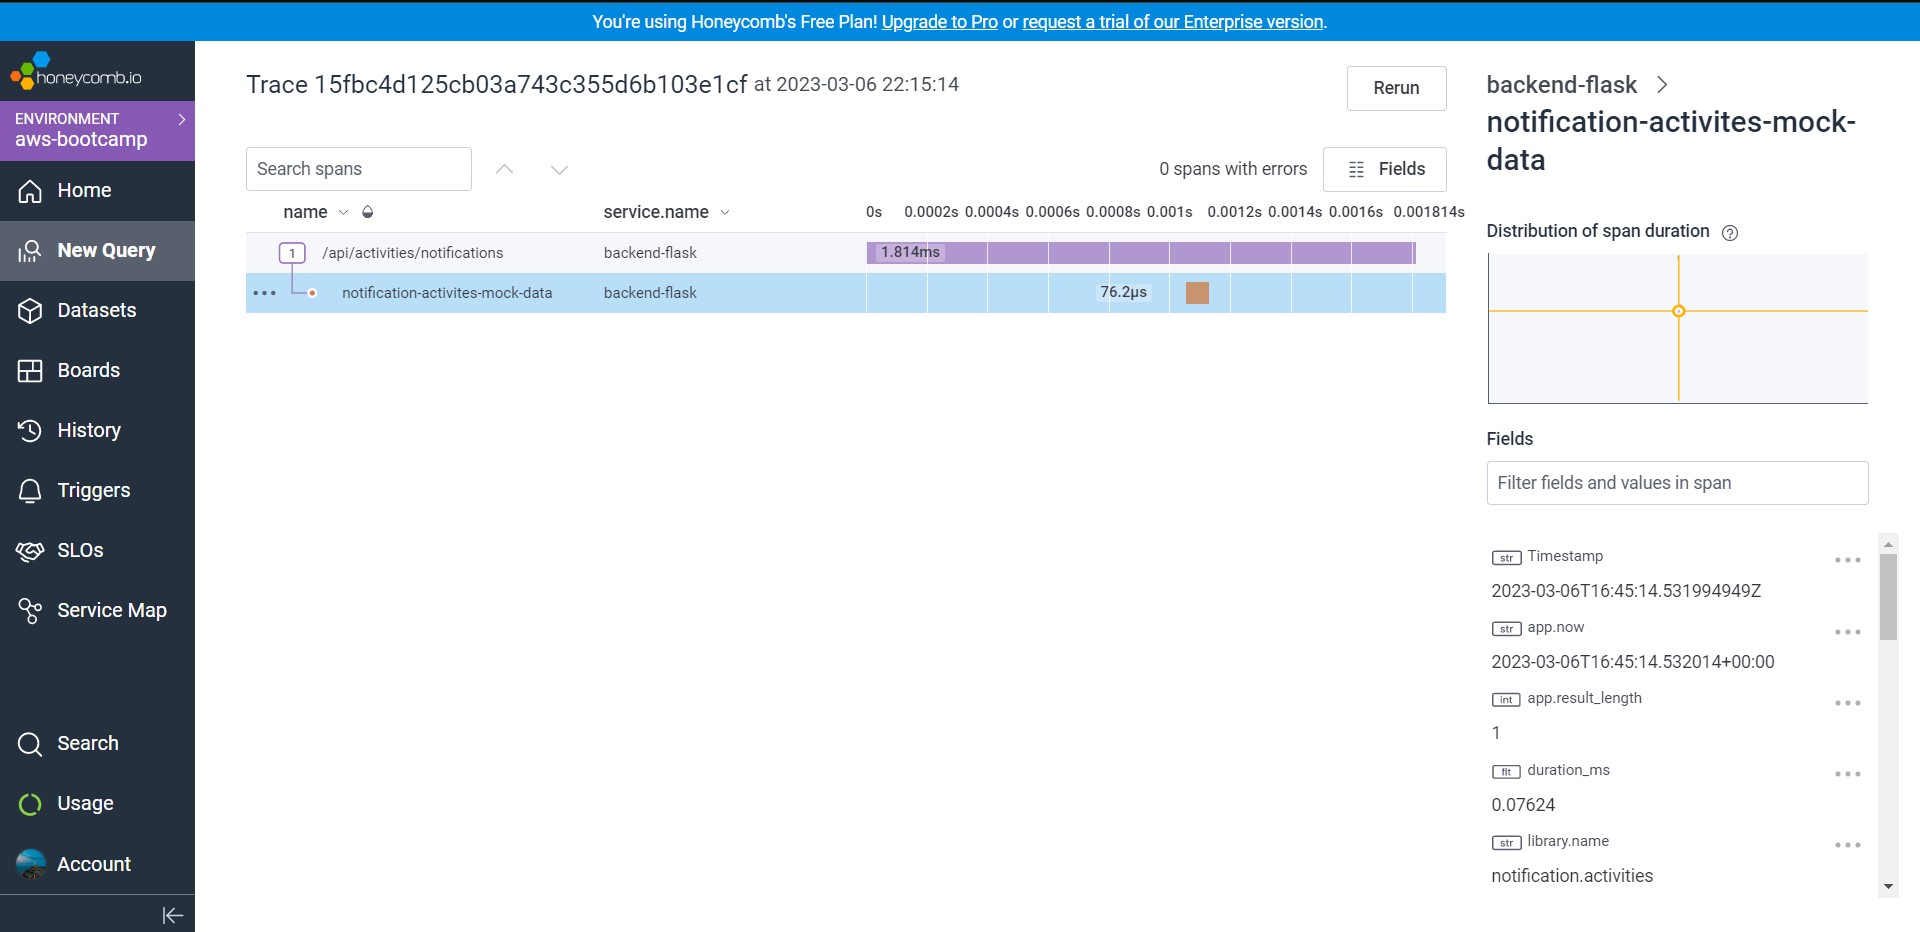 You're using Honeycomb's Free Plan! Upgrade to Pro or request a trial of our Enterprise version.
honeycomb.io
ENVIRONMENT
aws-bootcamp
Home
New Query
Datasets
Boards
History
Triggers
SLOs
Service Map
Search
Usage
Account
Trace 15fbc4d125cb03a743c355d6b103e1cf at 2023-03-06 22:15:14
Rerun
Search spans
0 spans with errors
Fields
name service.name 0s 0.0002s 0.0004s 0.0006s 0.0008s 0.001s 0.0012s 0.0014s 0.0016s 0.001814s
1 /api/activities/notifications backend-flask 1.814ms
notification-activites-mock-data backend-flask 76.2μs
backend-flask
notification-activites-mock-
data
Distribution of span duration ?
Fields
Filter fields and values in span
str Timestamp
2023-03-06T16:45:14.531994949Z
str app.now
2023-03-06T16:45:14.532014+00:00
int app.result_length
1
flt duration_ms
0.07624
str library.name
notification.activities